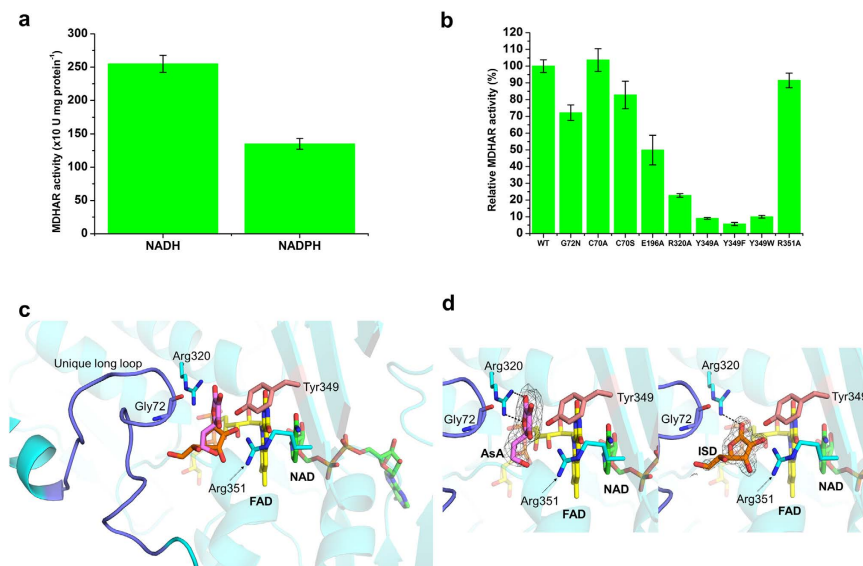 a
MDHAR activity (x10 U mg protein⁻¹)
300
250
200
150
100
50
0
NADH
NADPH
b
Relative MDHAR activity (%)
120
110
100
90
80
70
60
50
40
30
20
10
0
WT G72N C70A C70S E196A R320A Y349A Y349F Y349W R351A
c
Unique long loop
Arg320
Gly72
Tyr349
Arg351
NAD
FAD
d
Arg320
Tyr349
Gly72
AsA
Arg351
NAD
FAD
Arg320
Tyr349
Gly72
ISD
Arg351
NAD
FAD